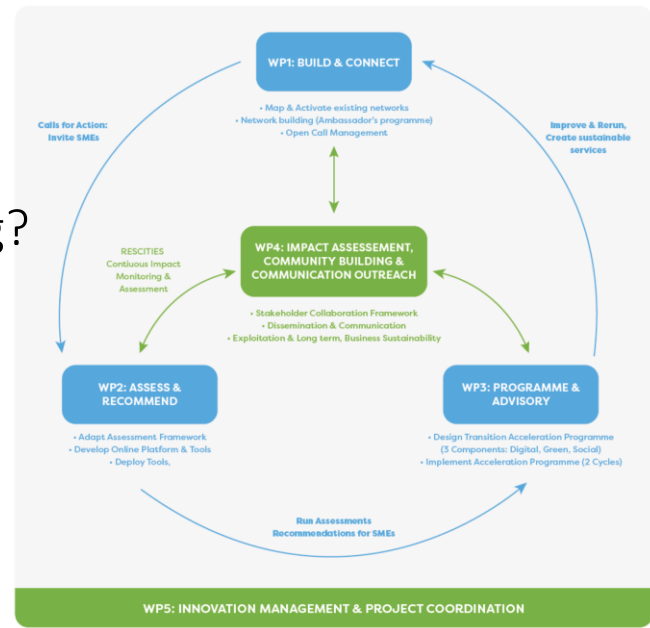 WP1: BUILD & CONNECT
• Map & Activate existing networks
• Network building (Ambassador's programme)
• Open Call Management
Calls for Action:
Invite SMEs
Improve & Rerun,
Create sustainable
services
g?
RESCITIES
Contiuous Impact
Monitoring &
Assessment
WP4: IMPACT ASSESSEMENT,
COMMUNITY BUILDING &
COMMUNICATION OUTREACH
• Stakeholder Collaboration Framework
• Dissemination & Communication
• Exploitation & Long term, Business Sustainability
WP2: ASSESS &
RECOMMEND
• Adapt Assessment Framework
• Develop Online Platform & Tools
• Deploy Tools,
WP3: PROGRAMME &
ADVISORY
• Design Transition Acceleration Programme
(3 Components: Digital, Green, Social)
• Implement Acceleration Programme (2 Cycles)
Run Assessments
Recommendations for SMEs
WP5: INNOVATION MANAGEMENT & PROJECT COORDINATION